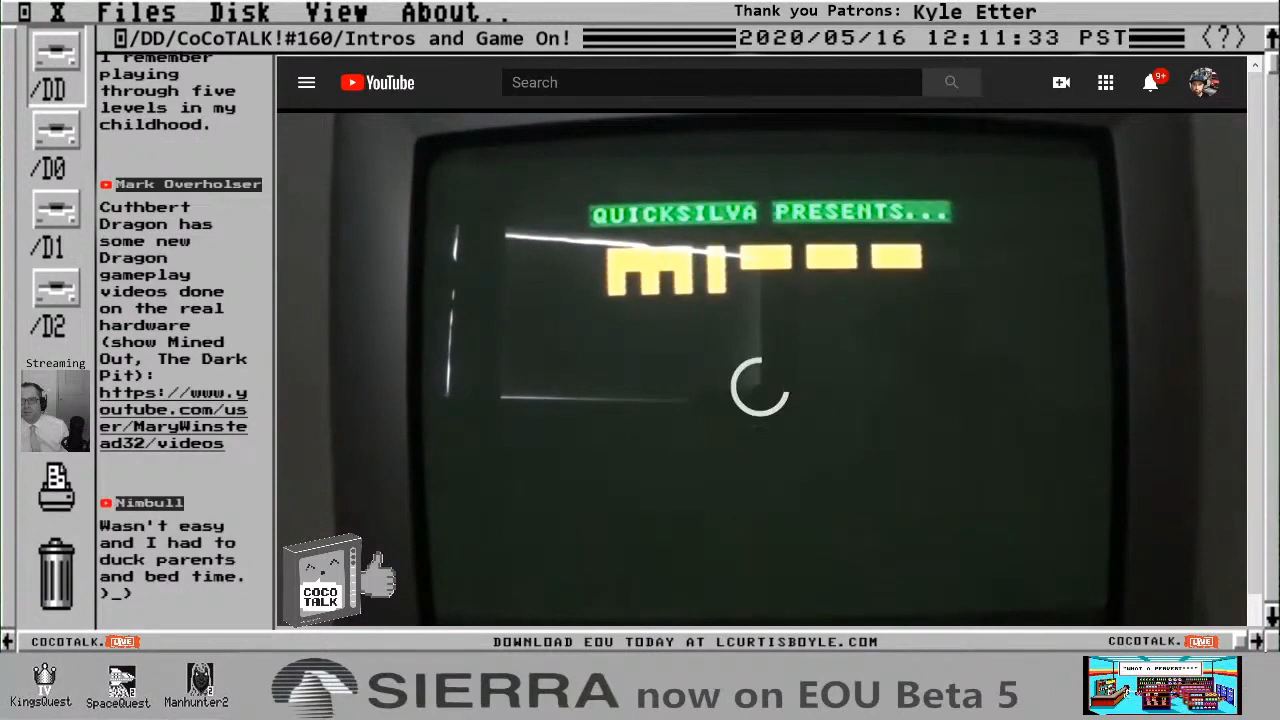 Files Disk View About..
Thank you Patrons: Kyle Etter
/DD/CoCoTALK!#160/Intros and Game On!
2020/05/16 12:11:33 PST
(?)
/DD
/D0
/D1
/D2
Streaming
I remember
playing
through five
levels in my
childhood.
Mark Overholser
Cuthbert
Dragon has
some new
Dragon
gameplay
videos done
on the real
hardware
(show Mined
Out, The Dark
Pit):
https://www.y
outube.com/us
er/MaryWinste
ad32/videos
Nimbull
Wasn't easy
and I had to
duck parents
and bed time.
)_)
YouTube
Search
9+
QUICKSILVA PRESENTS...
COCO
TALK
COCOTALK.LIVE
DOWNLOAD EOU TODAY AT LCURTISBOYLE.COM
COCOTALK.LIVE
IV
KingsQuest
SpaceQuest
Manhunter2
SIERRA now on EOU Beta 5